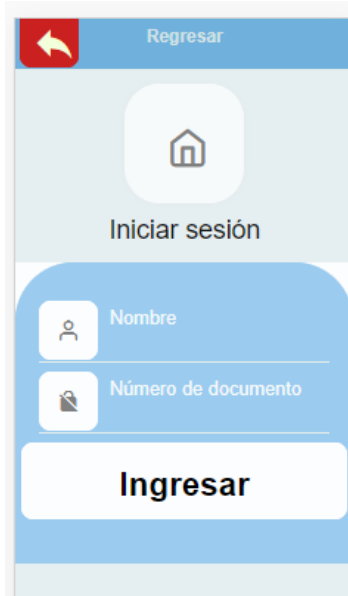 Regresar
Iniciar sesión
Nombre
Número de documento
Ingresar